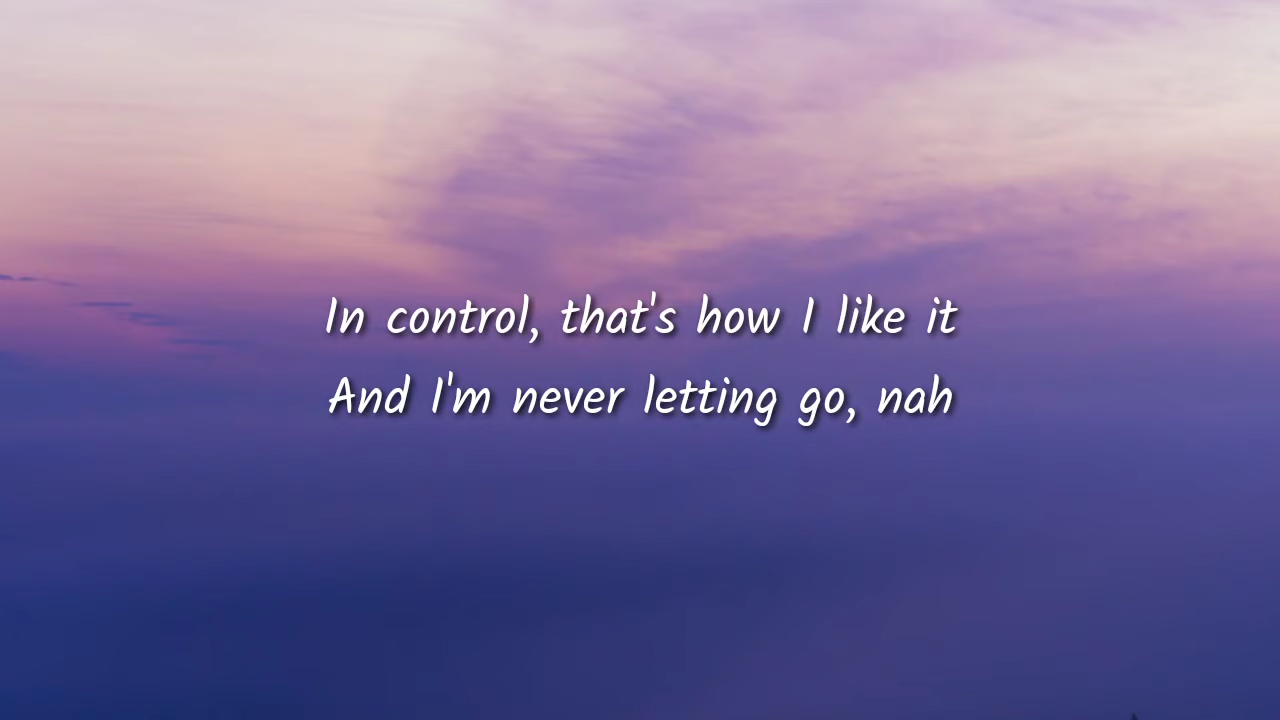 In control, that's how I like it
And I'm never letting go, nah